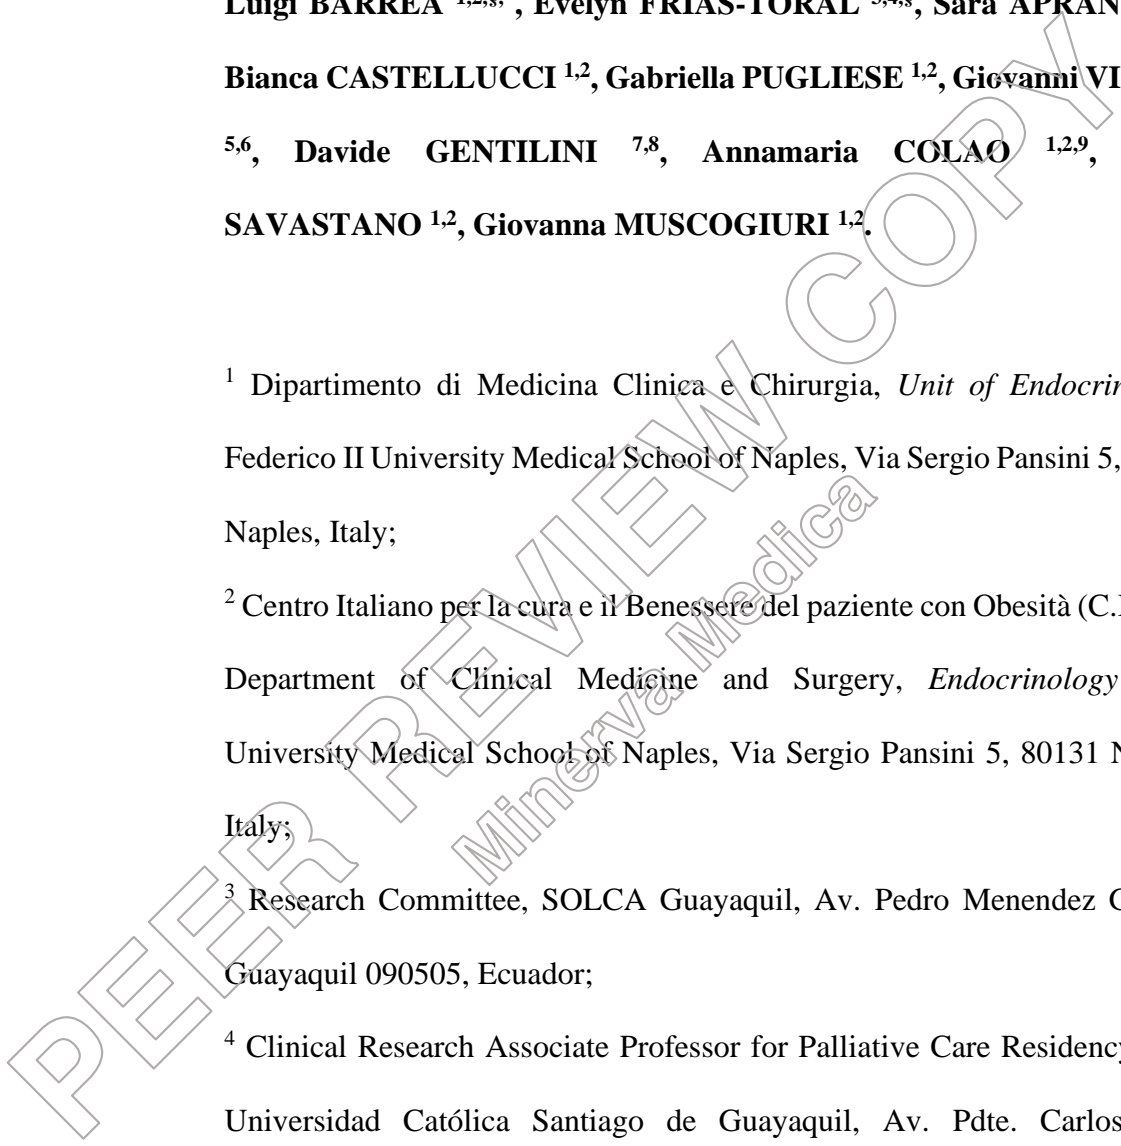 Luigi BARREA ¹,²,§, , Evelyn FRIAS-TORAL ³,⁴,§, Sara APRAN
Bianca CASTELLUCCI ¹,², Gabriella PUGLIESE ¹,², Giovanni VI
⁵,⁶, Davide GENTILINI ⁷,⁸, Annamaria COLAO ¹,²,⁹,
SAVASTANO ¹,², Giovanna MUSCOGIURI ¹,².
¹ Dipartimento di Medicina Clinica e Chirurgia, Unit of Endocrin
Federico II University Medical School of Naples, Via Sergio Pansini 5,
Naples, Italy;
² Centro Italiano per la cura e il Benessere del paziente con Obesità (C.
Department of Clinical Medicine and Surgery, Endocrinology
University Medical School of Naples, Via Sergio Pansini 5, 80131 N
Italy;
³ Research Committee, SOLCA Guayaquil, Av. Pedro Menendez G
Guayaquil 090505, Ecuador;
⁴ Clinical Research Associate Professor for Palliative Care Residency
Universidad Católica Santiago de Guayaquil, Av. Pdte. Carlos
PEER REVIEW COPY
Minerva Medica